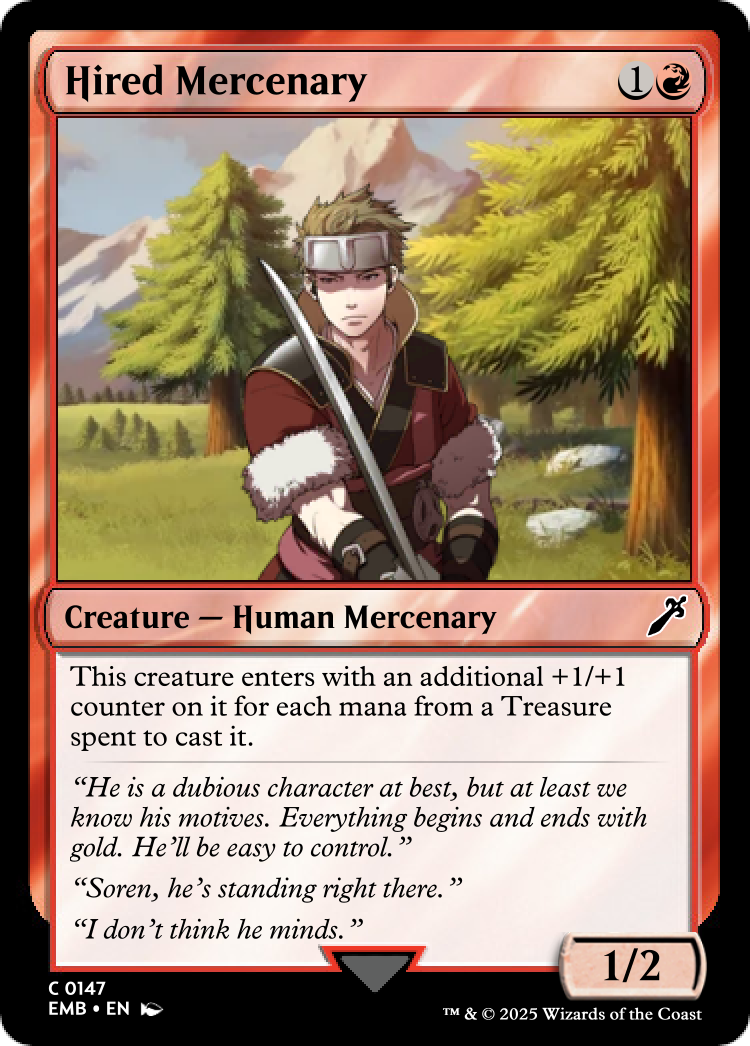 Hired Mercenary 1
Creature — Human Mercenary
This creature enters with an additional +1/+1
counter on it for each mana from a Treasure
spent to cast it.
“He is a dubious character at best, but at least we
know his motives. Everything begins and ends with
gold. He’ll be easy to control.”
“Soren, he’s standing right there.”
“I don’t think he minds.”
1/2
C 0147
EMB • EN
™ & © 2025 Wizards of the Coast